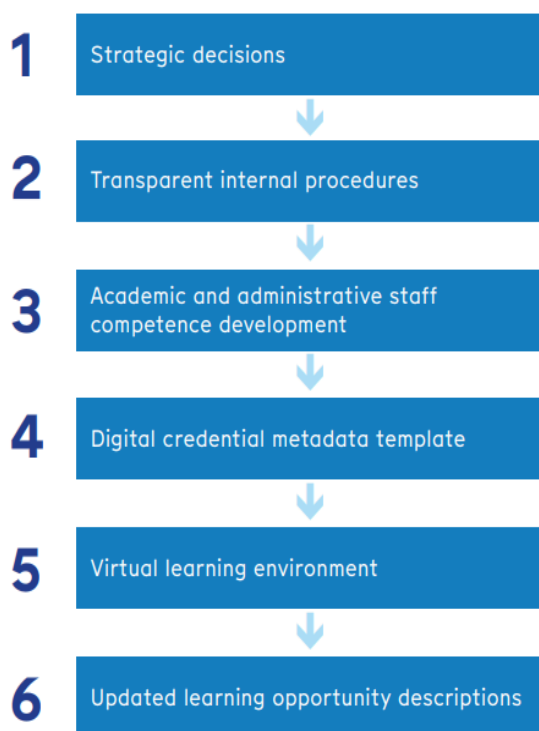 1
Strategic decisions
2
Transparent internal procedures
3
Academic and administrative staff
competence development
4
Digital credential metadata template
5
Virtual learning environment
6
Updated learning opportunity descriptions